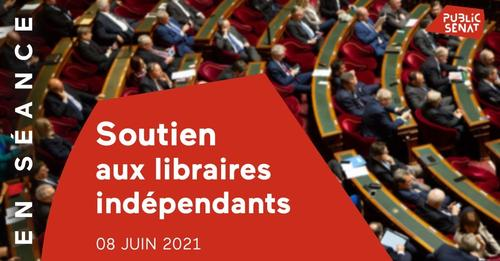 EN SÉANCE
PUBLIC
SÉNAT
Soutien
aux libraires
indépendants
08 JUIN 2021